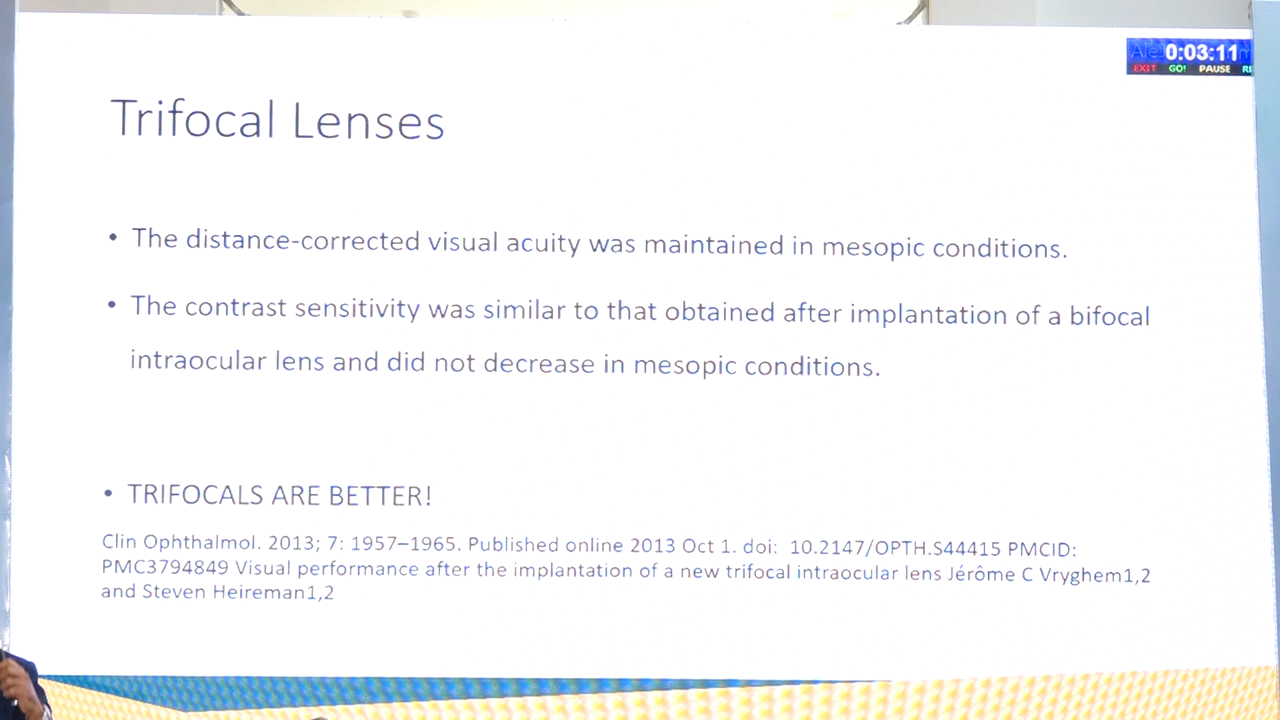 0:03:11
EXIT GO! PAUSE
Trifocal Lenses
• The distance-corrected visual acuity was maintained in mesopic conditions.
• The contrast sensitivity was similar to that obtained after implantation of a bifocal
intraocular lens and did not decrease in mesopic conditions.
• TRIFOCALS ARE BETTER!
Clin Ophthalmol. 2013; 7: 1957–1965. Published online 2013 Oct 1. doi: 10.2147/OPTH.S44415 PMCID:
PMC3794849 Visual performance after the implantation of a new trifocal intraocular lens Jérôme C Vryghem1,2
and Steven Heireman1,2